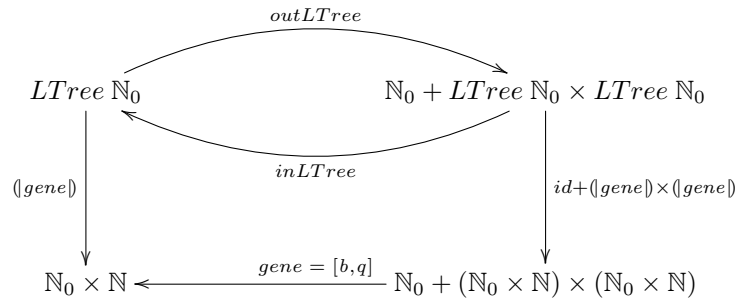 outLTree
LTree ℕ₀ ℕ₀ + LTree ℕ₀ × LTree ℕ₀
inLTree
⦇gene⦈ id+⦇gene⦈×⦇gene⦈
ℕ₀ × ℕ gene = [b,q] ℕ₀ + (ℕ₀ × ℕ) × (ℕ₀ × ℕ)